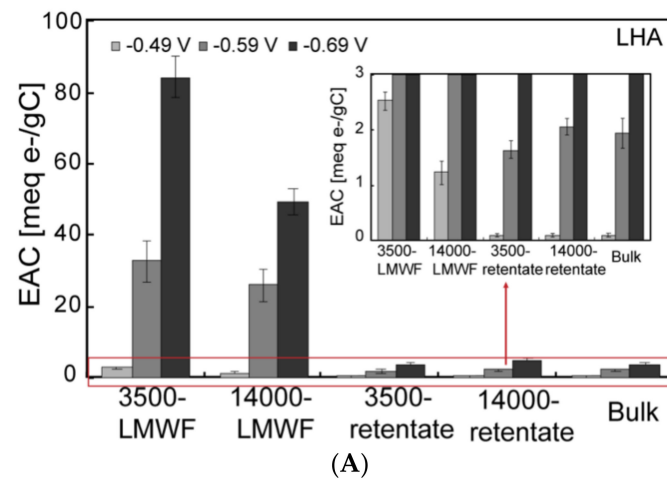 100
-0.49 V -0.59 V -0.69 V
LHA
80
60
40
20
0
EAC [meq e-/gC]
3
2
1
0
EAC [meq e-/gC]
3500- 14000- 3500- 14000- Bulk
LMWF LMWF retentate retentate
3500- 14000- 3500- 14000- Bulk
LMWF LMWF retentate retentate
(A)